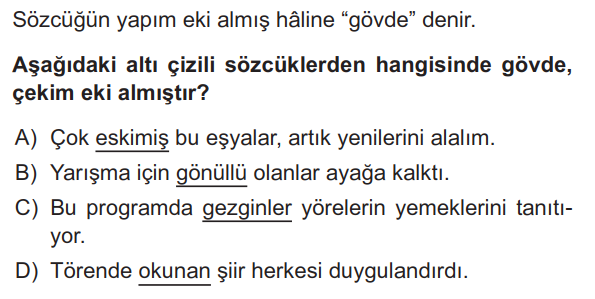 Sözcüğün yapım eki almış hâline “gövde” denir.
Aşağıdaki altı çizili sözcüklerden hangisinde gövde,
çekim eki almıştır?
A) Çok eskimiş bu eşyalar, artık yenilerini alalım.
B) Yarışma için gönüllü olanlar ayağa kalktı.
C) Bu programda gezginler yörelerin yemeklerini tanıtı-
yor.
D) Törende okunan şiir herkesi duygulandırdı.